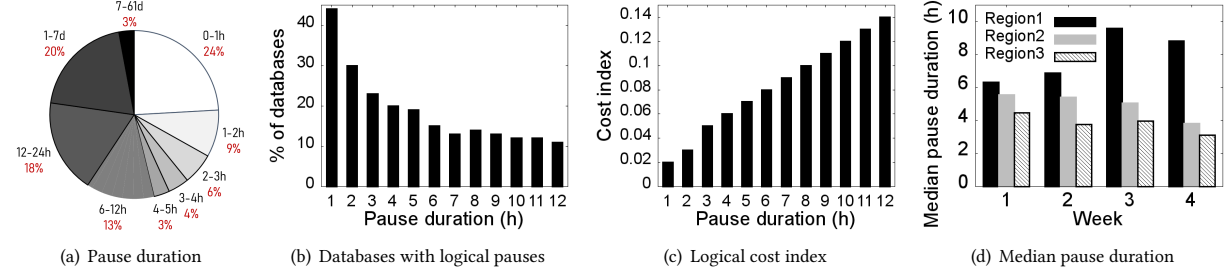 7-61d
3%
0-1h
24%
1-2h
9%
2-3h
6%
3-4h
4%
4-5h
3%
6-12h
13%
12-24h
18%
1-7d
20%
(a) Pause duration
% of databases
40
30
20
10
0
1 2 3 4 5 6 7 8 9 10 11 12
Pause duration (h)
(b) Databases with logical pauses
Cost index
0.14
0.12
0.1
0.08
0.06
0.04
0.02
0
1 2 3 4 5 6 7 8 9 10 11 12
Pause duration (h)
(c) Logical cost index
Median pause duration (h)
10
8
6
4
2
0
Region1
Region2
Region3
1 2 3 4
Week
(d) Median pause duration